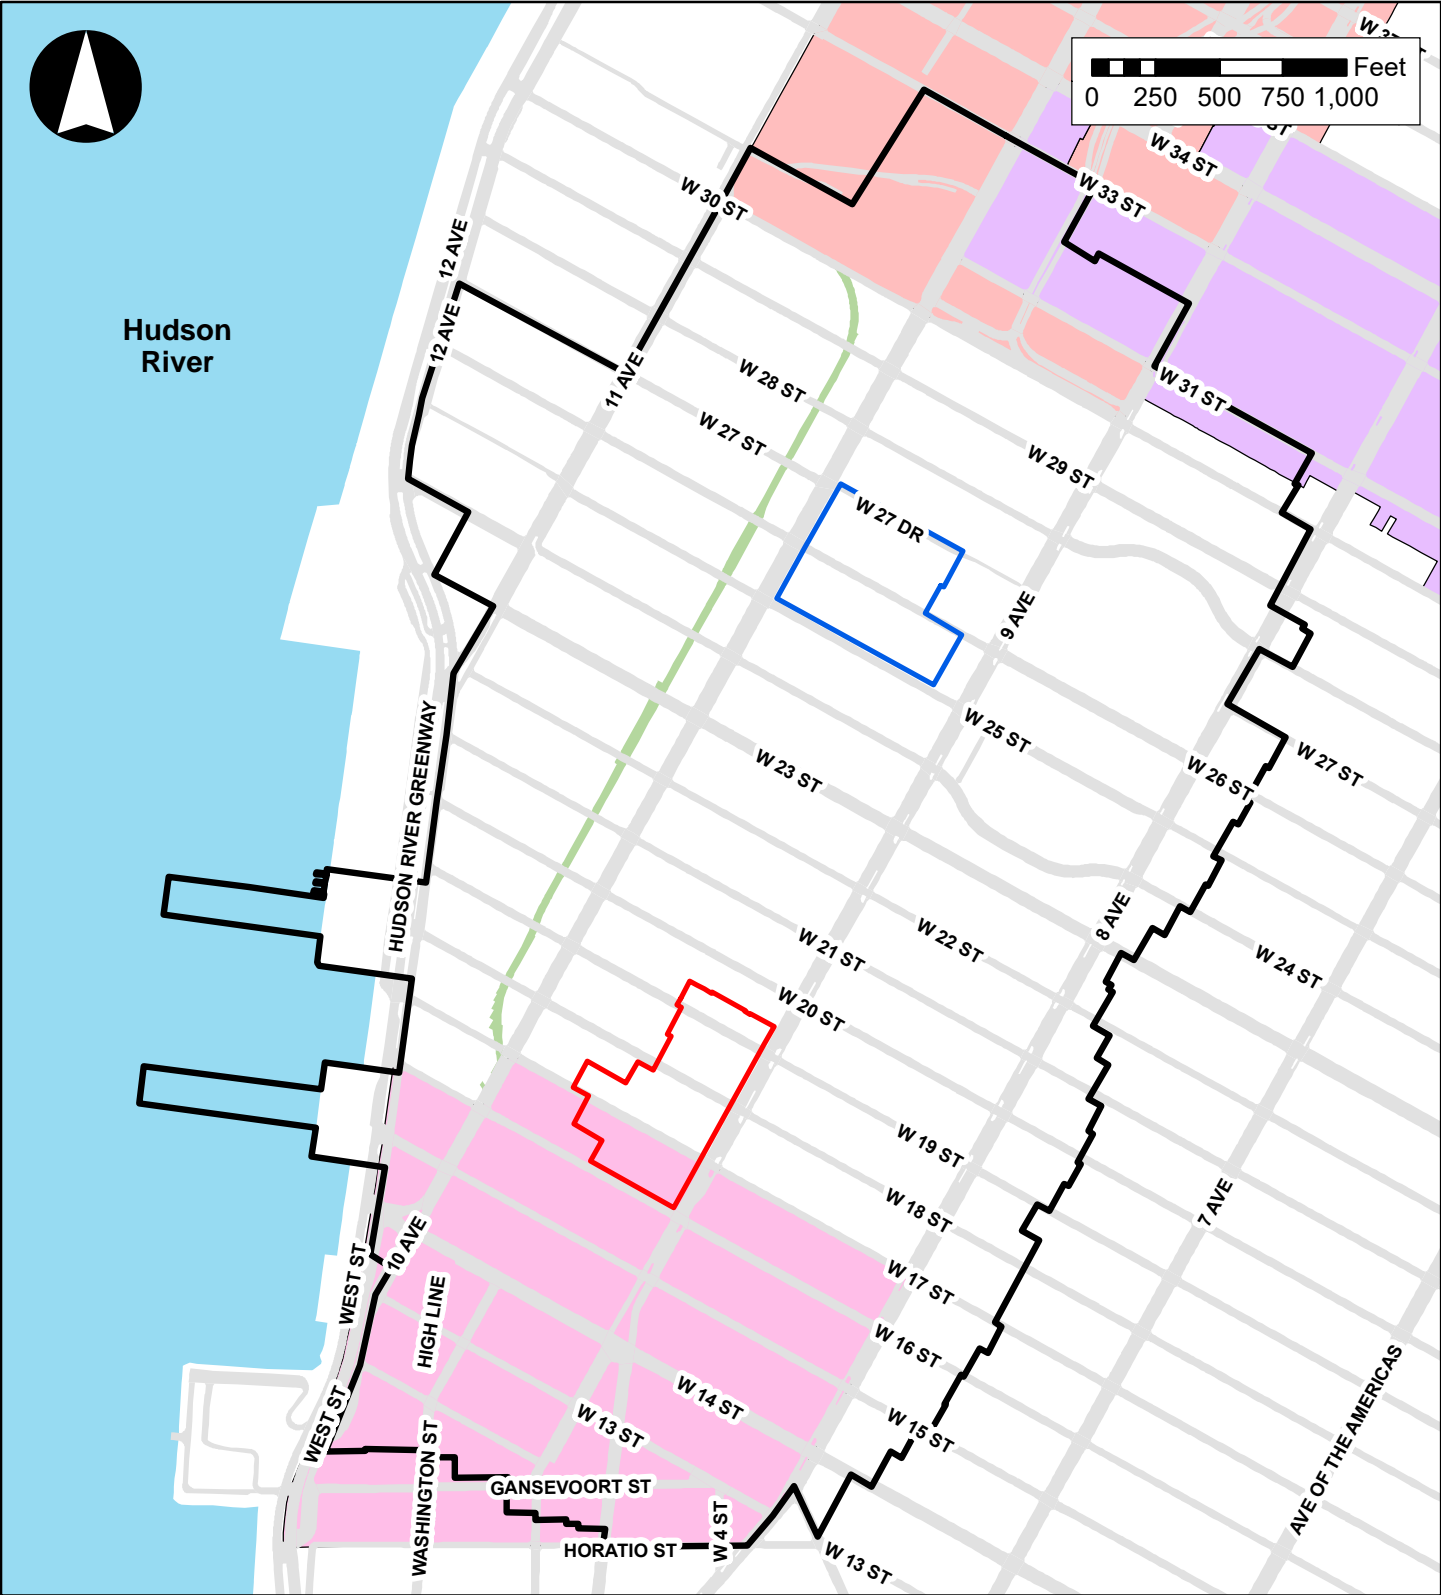 Feet
0 250 500 750 1,000
W 34 ST
W 33 ST
W 30 ST
12 AVE
12 AVE
Hudson
River
11 AVE
W 28 ST
W 31 ST
W 27 ST
W 29 ST
W 27 DR
9 AVE
W 25 ST
W 23 ST
W 26 ST
W 27 ST
HUDSON RIVER GREENWAY
8 AVE
W 22 ST
W 21 ST
W 24 ST
W 20 ST
W 19 ST
W 18 ST
7 AVE
10 AVE
WEST ST
HIGH LINE
W 17 ST
W 16 ST
W 14 ST
W 13 ST
W 15 ST
WEST ST
WASHINGTON ST
GANSEVOORT ST
W 4 ST
HORATIO ST
W 13 ST
AVE OF THE AMERICAS